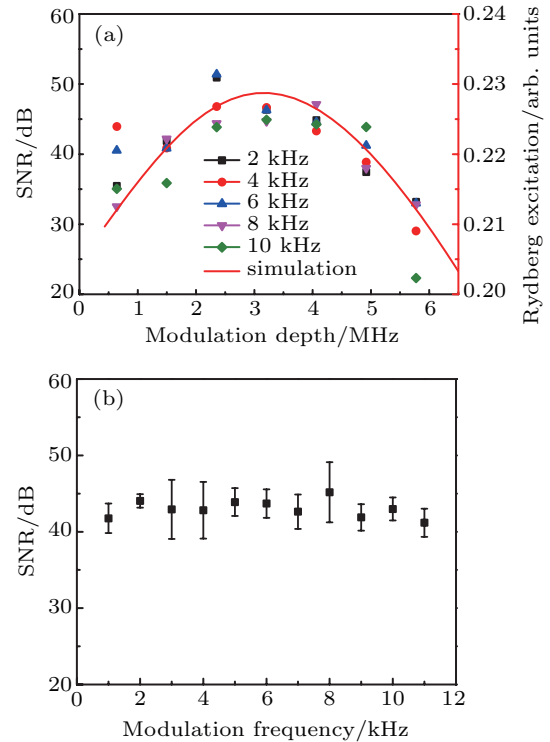 (a)
60
50
40
30
20
SNR/dB
0.24
0.23
0.22
0.21
0.20
Rydberg excitation/arb. units
2 kHz
4 kHz
6 kHz
8 kHz
10 kHz
simulation
0 1 2 3 4 5 6
Modulation depth/MHz
(b)
60
50
40
30
20
SNR/dB
0 2 4 6 8 10 12
Modulation frequency/kHz